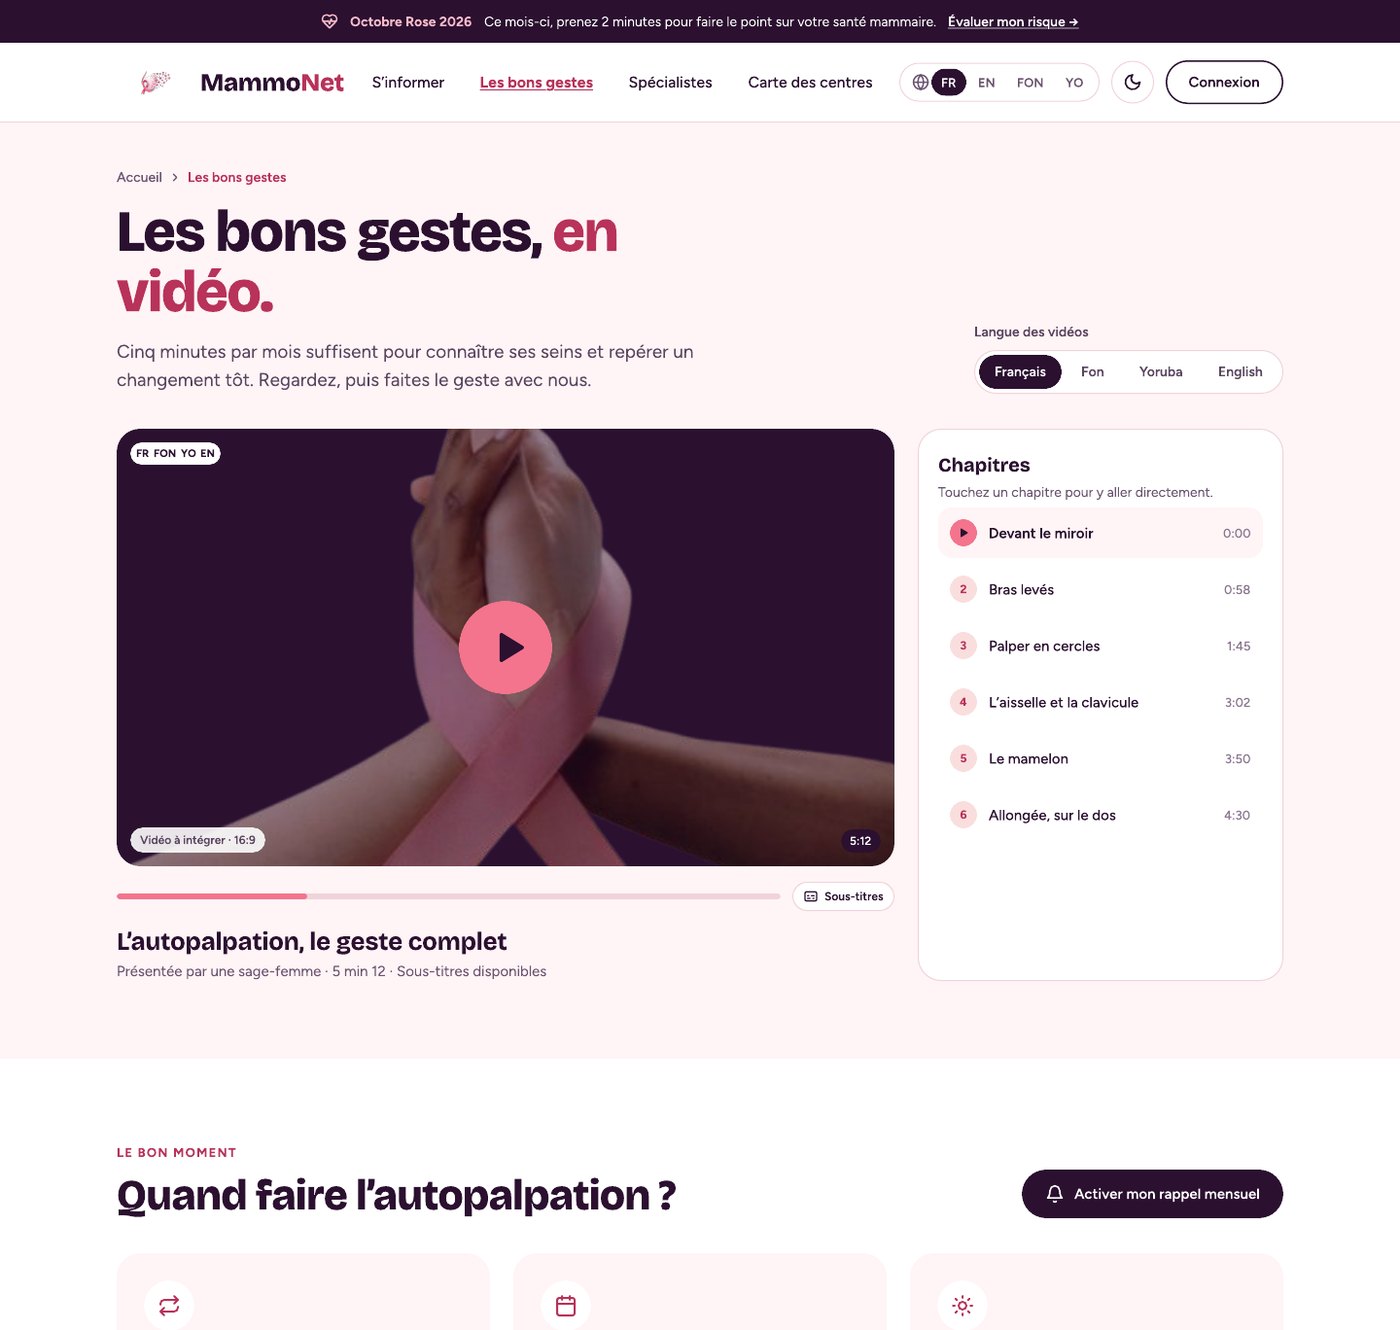 Octobre Rose 2026 Ce mois-ci, prenez 2 minutes pour faire le point sur votre santé mammaire. Évaluer mon risque →
MammoNet S’informer Les bons gestes Spécialistes Carte des centres FR EN FON YO Connexion
Accueil > Les bons gestes
Les bons gestes, en
vidéo.
Cinq minutes par mois suffisent pour connaître ses seins et repérer un
changement tôt. Regardez, puis faites le geste avec nous.
Langue des vidéos
Français Fon Yoruba English
FR FON YO EN
Vidéo à intégrer · 16:9
5:12
Sous-titres
L’autopalpation, le geste complet
Présentée par une sage-femme · 5 min 12 · Sous-titres disponibles
Chapitres
Touchez un chapitre pour y aller directement.
Devant le miroir 0:00
2 Bras levés 0:58
3 Palper en cercles 1:45
4 L’aisselle et la clavicule 3:02
5 Le mamelon 3:50
6 Allongée, sur le dos 4:30
LE BON MOMENT
Quand faire l’autopalpation ?
Activer mon rappel mensuel